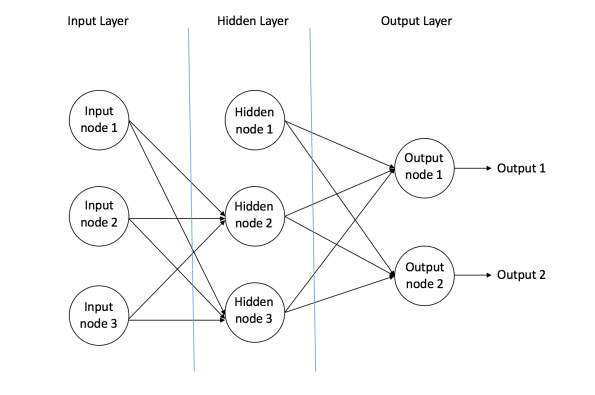 Input Layer
Hidden Layer
Output Layer
Input
node 1
Hidden
node 1
Output
node 1
Output 1
Input
node 2
Hidden
node 2
Output
node 2
Output 2
Input
node 3
Hidden
node 3